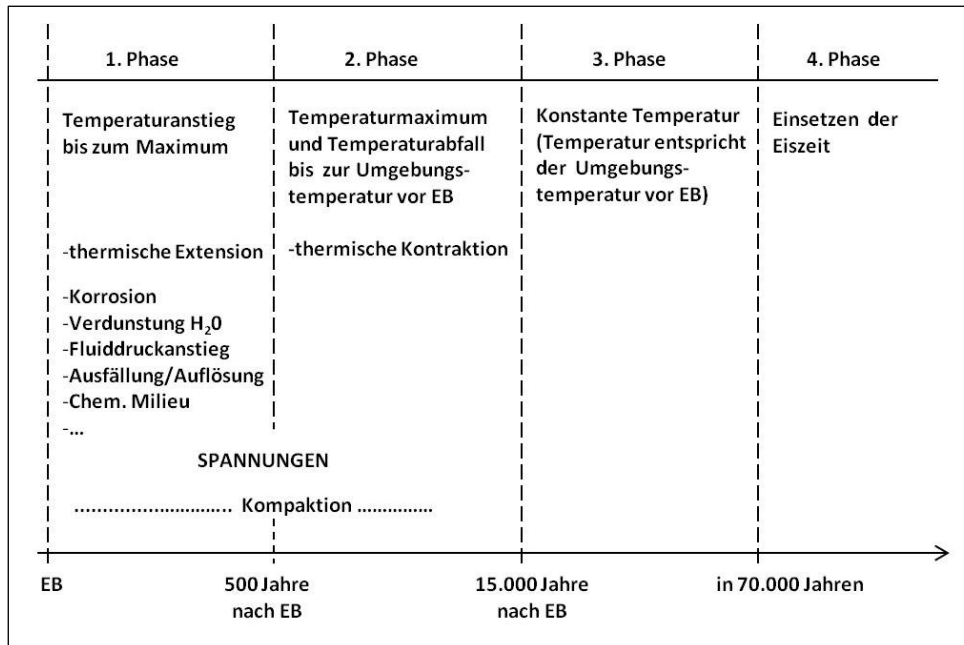 1. Phase
2. Phase
3. Phase
4. Phase
Temperaturanstieg
bis zum Maximum
Temperaturmaximum
und Temperaturabfall
bis zur Umgebungs-
temperatur vor EB
Konstante Temperatur
(Temperatur entspricht
der Umgebungs-
temperatur vor EB)
Einsetzen der
Eiszeit
-thermische Extension
-thermische Kontraktion
-Korrosion
-Verdunstung H₂0
-Fluiddruckanstieg
-Ausfällung/Auflösung
-Chem. Milieu
-...
SPANNUNGEN
............................. Kompaktion ...............
EB
500 Jahre
nach EB
15.000 Jahre
nach EB
in 70.000 Jahren